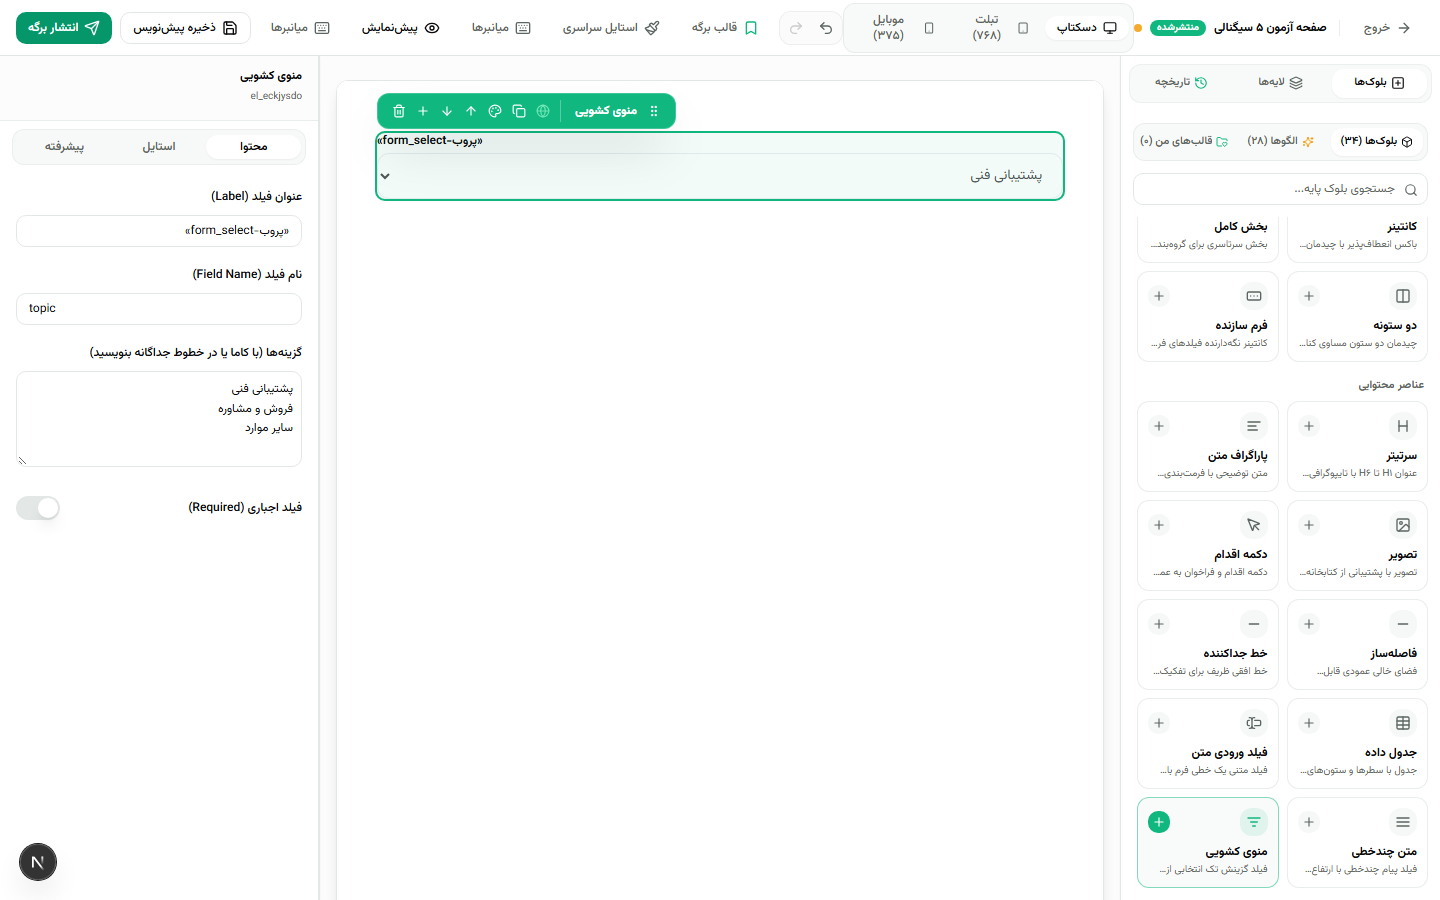 خروج
صفحه آزمون ۵ سیگنالی
منتشرشده
دسکتاپ
تبلت (۷۶۸)
موبایل (۳۷۵)
قالب برگه
استایل سراسری
میانبرها
پیش‌نمایش
میانبرها
ذخیره پیش‌نویس
انتشار برگه
بلوک‌ها
لایه‌ها
تاریخچه
بلوک‌ها (۳۴)
الگوها (۲۸)
قالب‌های من (۰)
جستجوی بلوک پایه...
کانتینر
باکس انعطاف‌پذیر با چیدمان...
بخش کامل
بخش سرتاسری برای گروه‌بند...
دو ستونه
چیدمان دو ستون مساوی کنا...
فرم سازنده
کانتینر نگه‌دارنده فیلدهای فر...
عناصر محتوایی
سرتیتر
عنوان H۱ تا H۶ با تایپوگرافی...
پاراگراف متن
متن توضیحی با فرمت‌بندی...
تصویر
تصویر با پشتیبانی از کتابخانه...
دکمه اقدام
دکمه اقدام و فراخوان به عمـ...
فاصله‌ساز
فضای خالی عمودی قابل...
خط جداکننده
خط افقی ظریف برای تفکیک...
جدول داده
جدول با سطرها و ستون‌های...
فیلد ورودی متن
فیلد متنی یک خطی فرم با...
متن چندخطی
فیلد پیام چندخطی با ارتفاع...
منوی کشویی
فیلد گزینش تک انتخابی از...
منوی کشویی
«پروب-form_select»
پشتیبانی فنی
منوی کشویی
el_eckjysdo
محتوا
استایل
پیشرفته
عنوان فیلد (Label)
«پروب-form_select»
نام فیلد (Field Name)
topic
گزینه‌ها (با کاما یا در خطوط جداگانه بنویسید)
پشتیبانی فنی
فروش و مشاوره
سایر موارد
فیلد اجباری (Required)
N